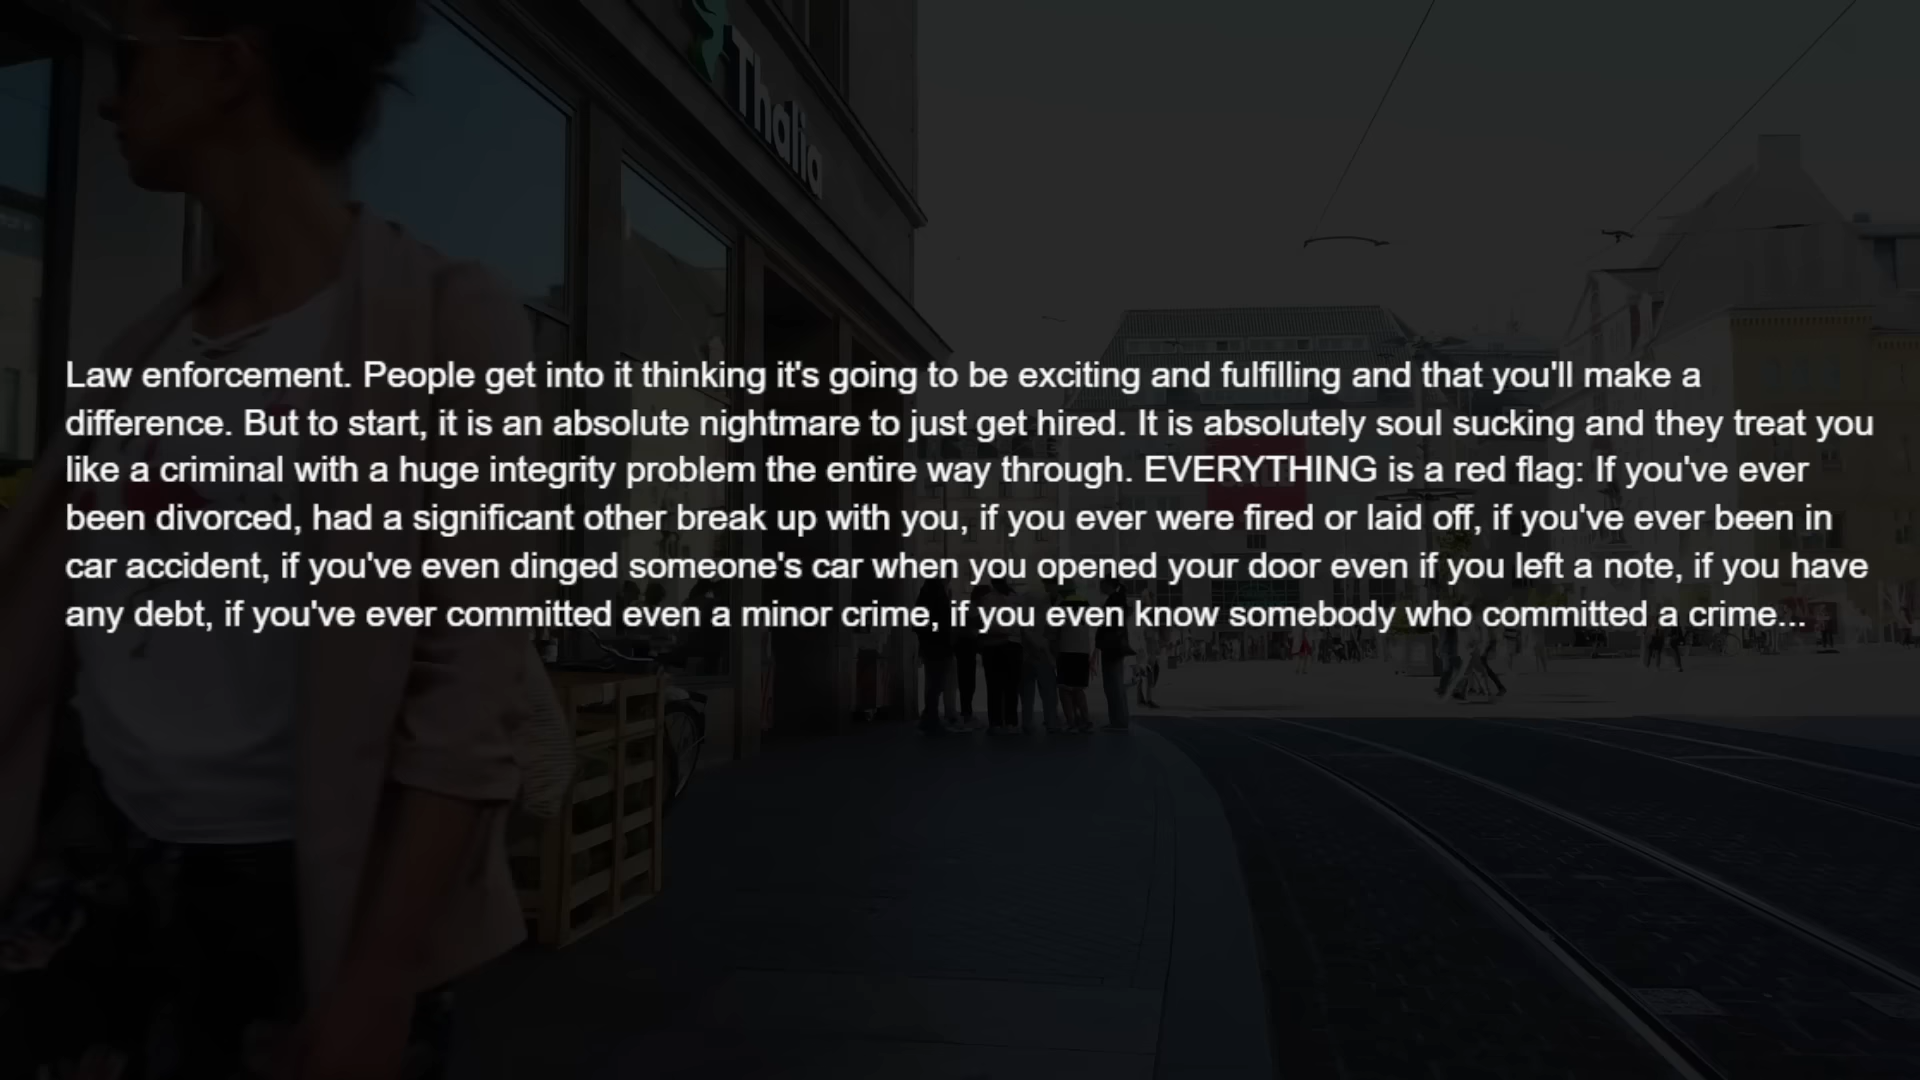 Thalia
Law enforcement. People get into it thinking it's going to be exciting and fulfilling and that you'll make a
difference. But to start, it is an absolute nightmare to just get hired. It is absolutely soul sucking and they treat you
like a criminal with a huge integrity problem the entire way through. EVERYTHING is a red flag: If you've ever
been divorced, had a significant other break up with you, if you ever were fired or laid off, if you've ever been in
car accident, if you've even dinged someone's car when you opened your door even if you left a note, if you have
any debt, if you've ever committed even a minor crime, if you even know somebody who committed a crime...